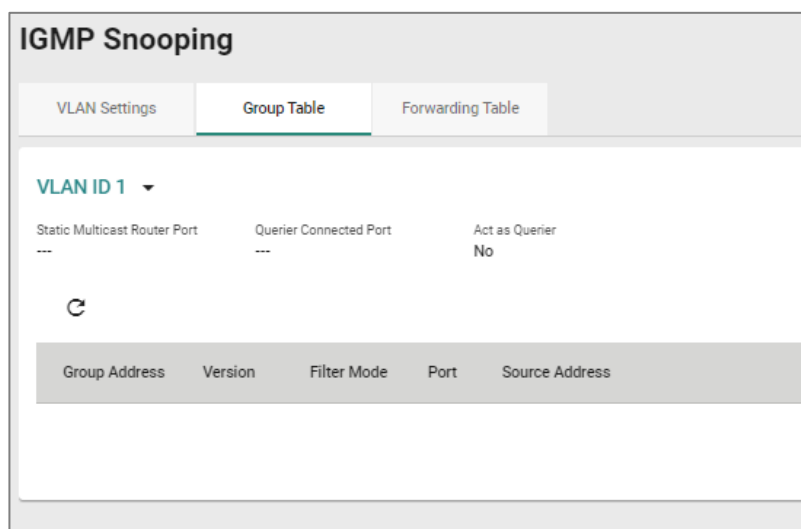 IGMP Snooping
VLAN Settings Group Table Forwarding Table
VLAN ID 1
Static Multicast Router Port Querier Connected Port Act as Querier
--- --- No
Group Address Version Filter Mode Port Source Address